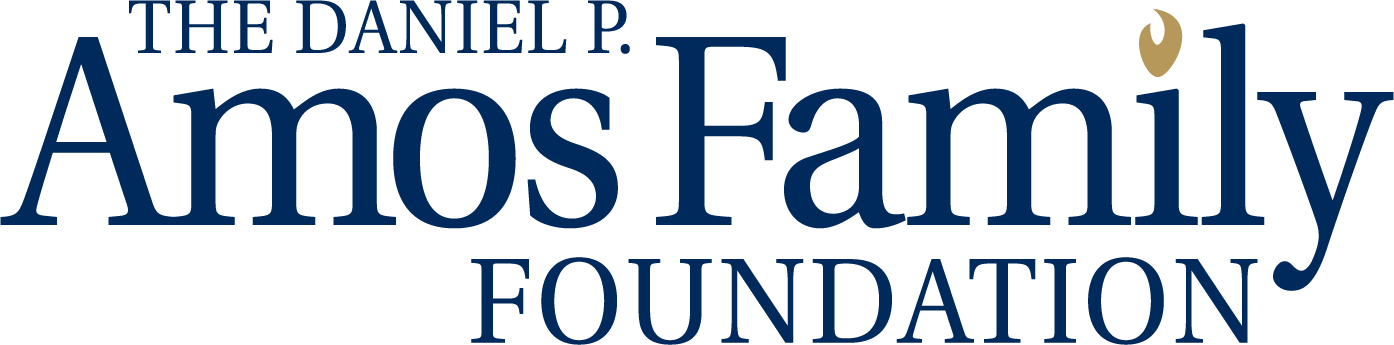 THE DANIEL P.
Amos Family
FOUNDATION